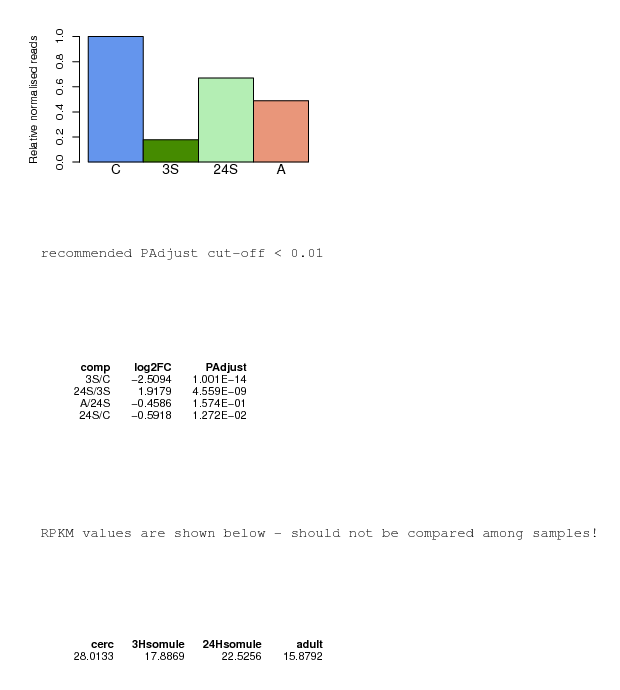 Relative normalised reads
1.0
0.8
0.6
0.4
0.2
0.0
C 3S 24S A
recommended PAdjust cut-off < 0.01
comp log2FC PAdjust
3S/C −2.5094 1.001E−14
24S/3S 1.9179 4.559E−09
A/24S −0.4586 1.574E−01
24S/C −0.5918 1.272E−02
RPKM values are shown below - should not be compared among samples!
cerc 3Hsomule 24Hsomule adult
28.0133 17.8869 22.5256 15.8792